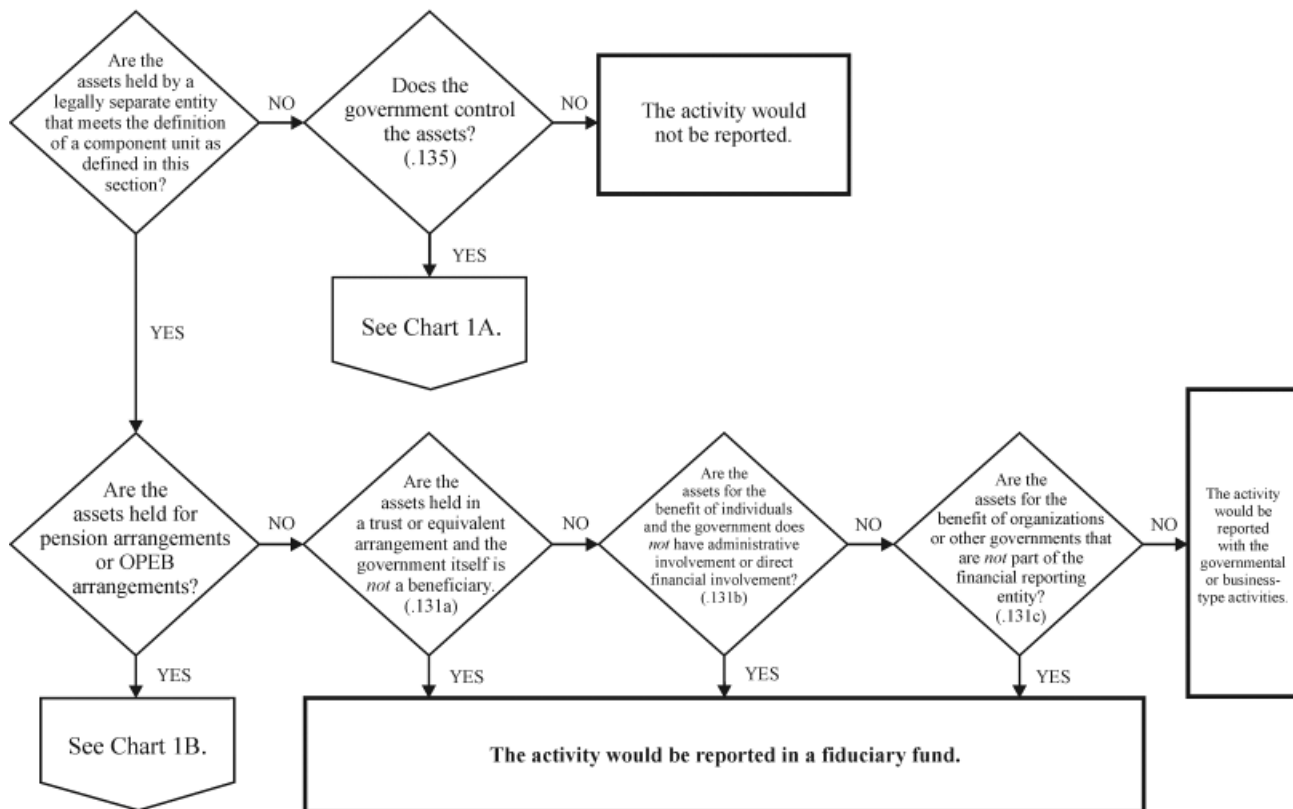 Are the
assets held by a
legally separate entity
that meets the definition
of a component unit as
defined in this
section?
NO
Does the
government control
the assets?
(.135)
NO
The activity would
not be reported.
YES
YES
See Chart 1A.
Are the
assets held for
pension arrangements
or OPEB
arrangements?
NO
Are the
assets held in
a trust or equivalent
arrangement and the
government itself is
not a beneficiary.
(.131a)
NO
Are the
assets for the
benefit of individuals
and the government does
not have administrative
involvement or direct
financial involvement?
(.131b)
NO
Are the
assets for the
benefit of organizations
or other governments that
are not part of the
financial reporting
entity?
(.131c)
NO
The activity
would be
reported
with the
governmental
or business-
type activities.
YES
YES
YES
YES
See Chart 1B.
The activity would be reported in a fiduciary fund.